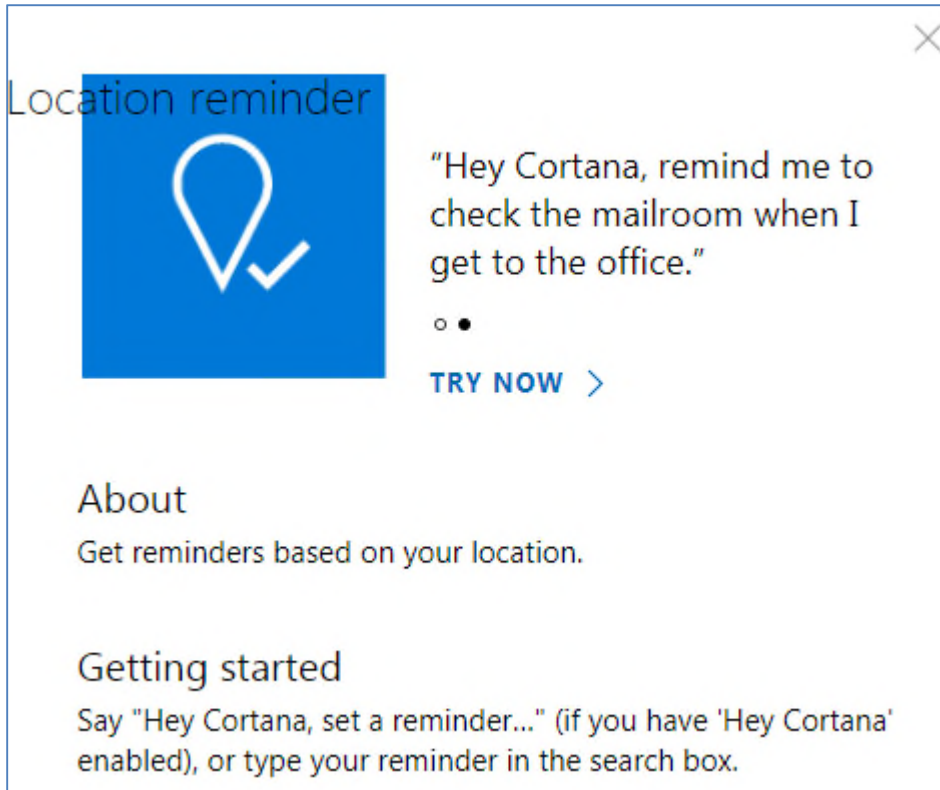 Location reminder
“Hey Cortana, remind me to
check the mailroom when I
get to the office.”
TRY NOW
About
Get reminders based on your location.
Getting started
Say "Hey Cortana, set a reminder..." (if you have 'Hey Cortana'
enabled), or type your reminder in the search box.